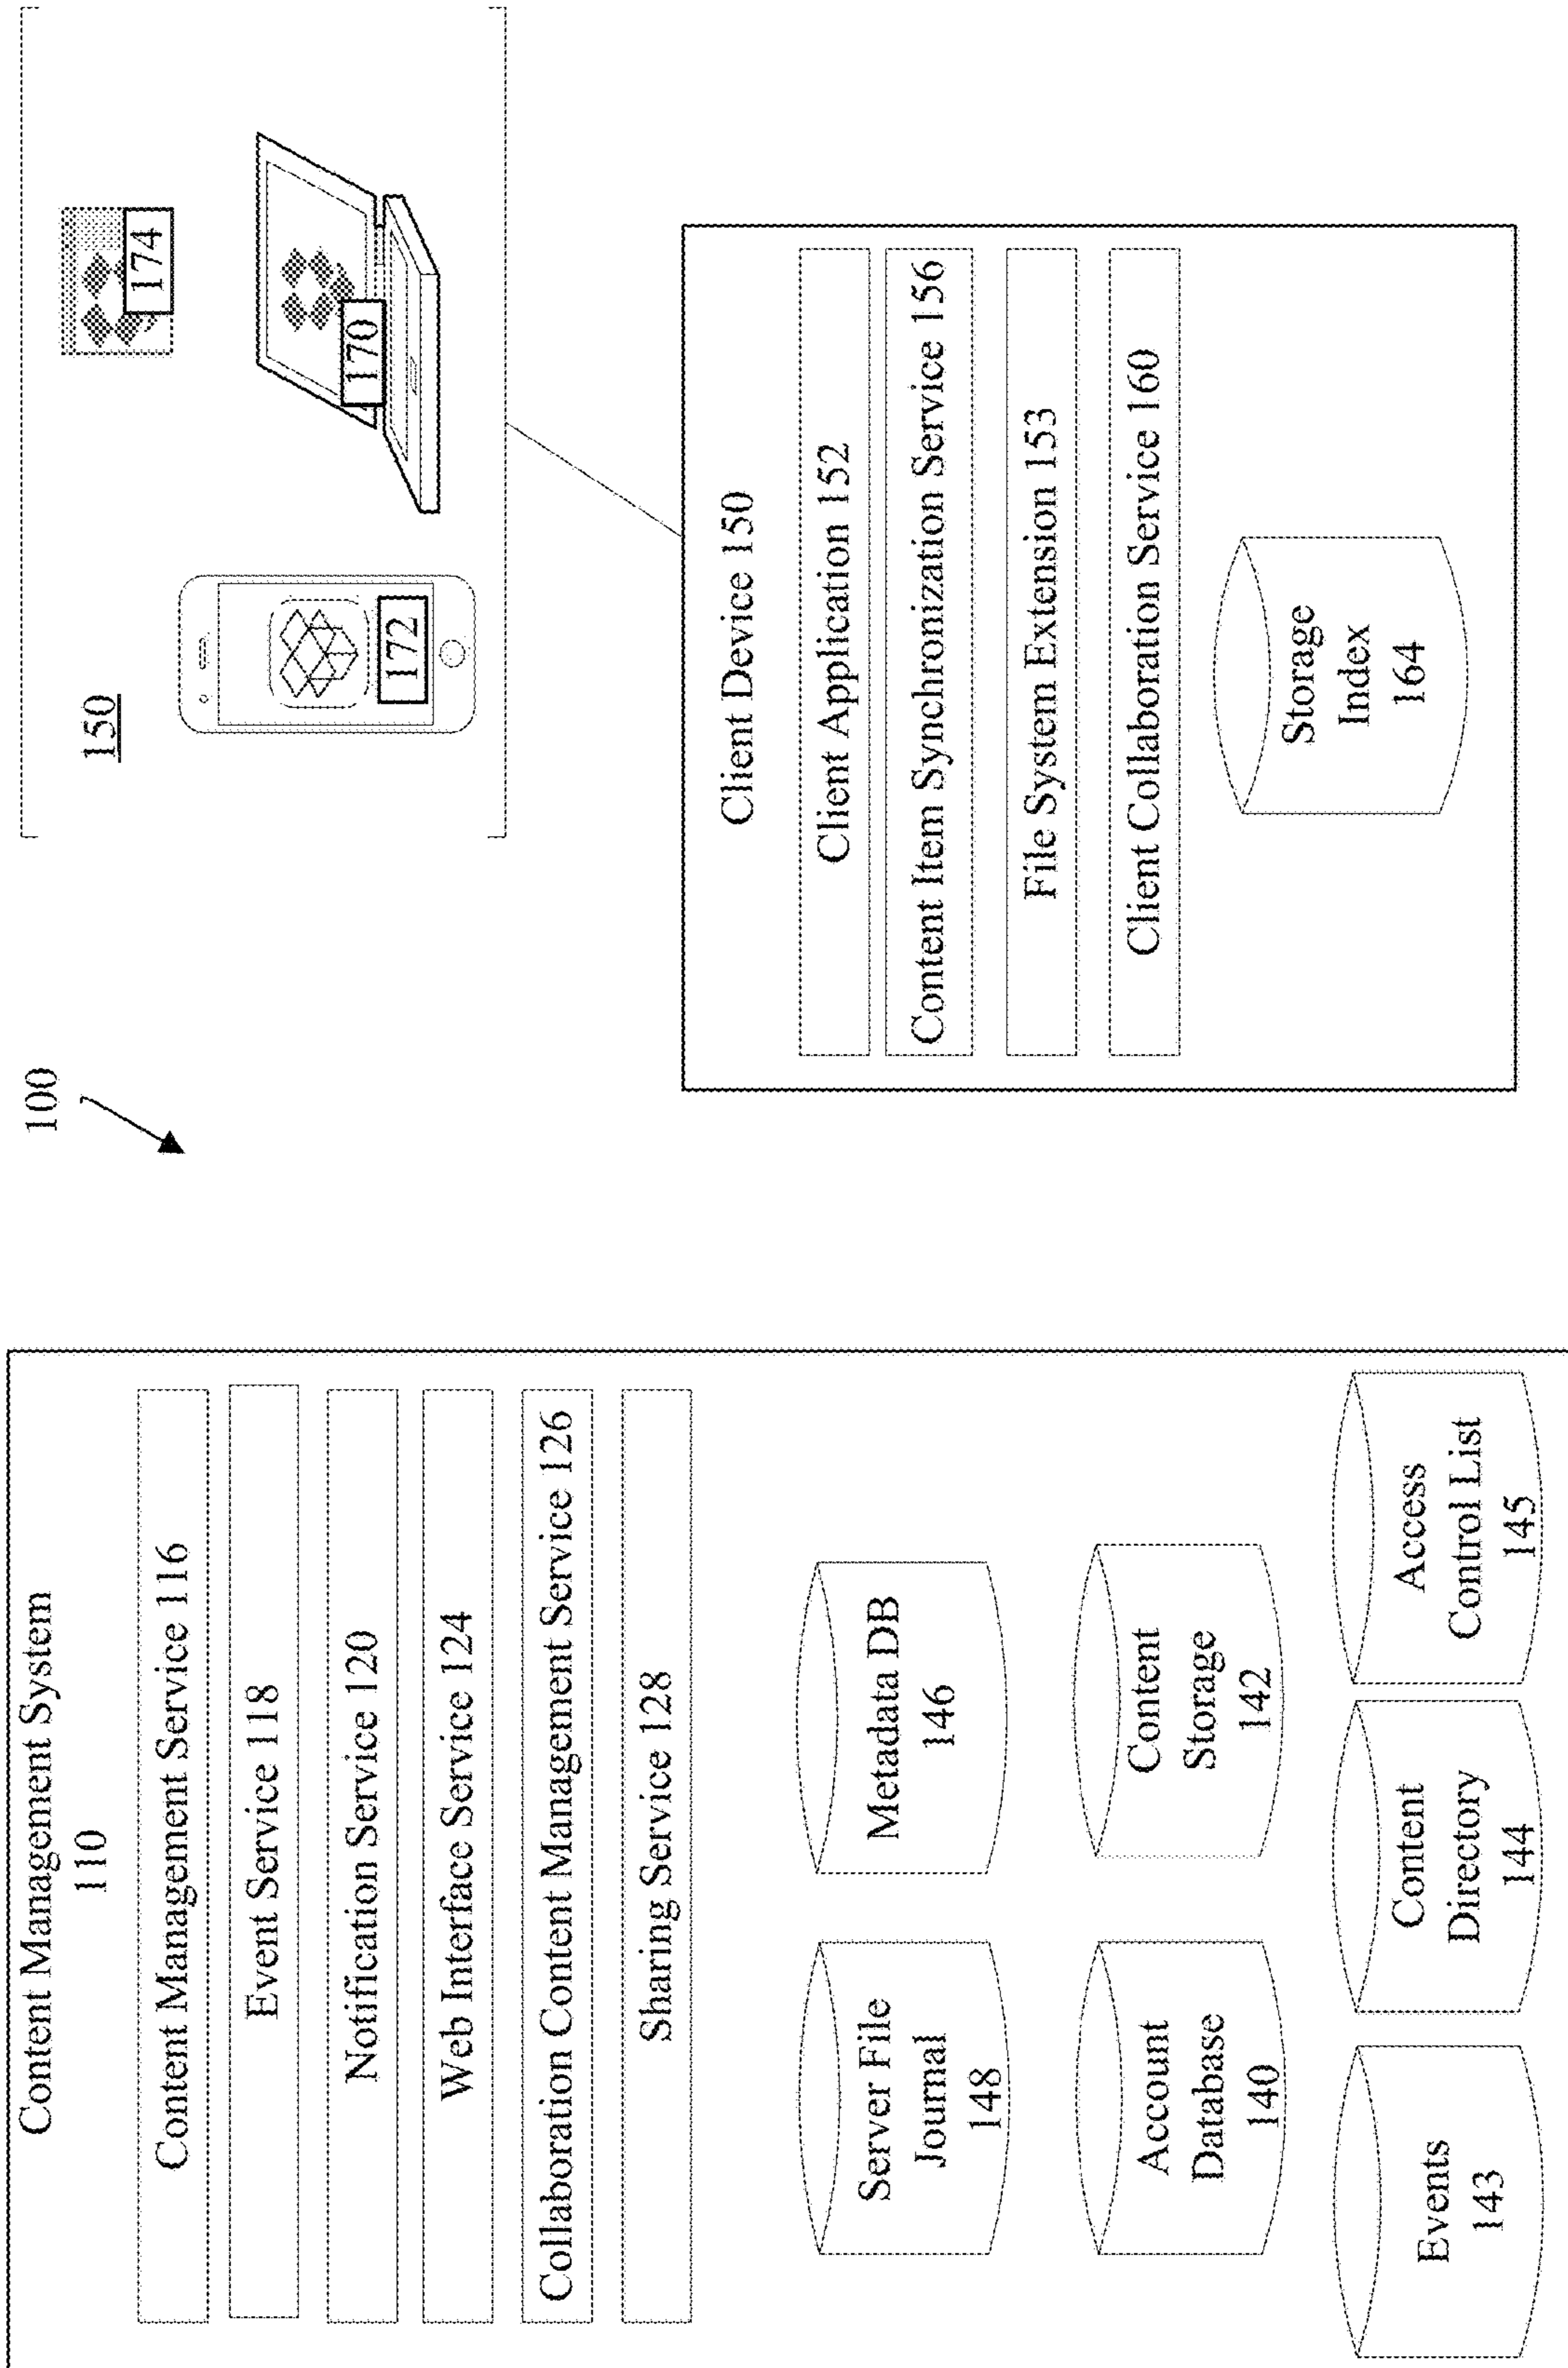 100
Content Management System
110
Content Management Service 116
Event Service 118
Notification Service 120
Web Interface Service 124
Collaboration Content Management Service 126
Sharing Service 128
Server File
Journal
148
Metadata DB
146
Account
Database
140
Content
Storage
142
Events
143
Content
Directory
144
Access
Control List
145
150
172
170
174
Client Device 150
Client Application 152
Content Item Synchronization Service 156
File System Extension 153
Client Collaboration Service 160
Storage
Index
164